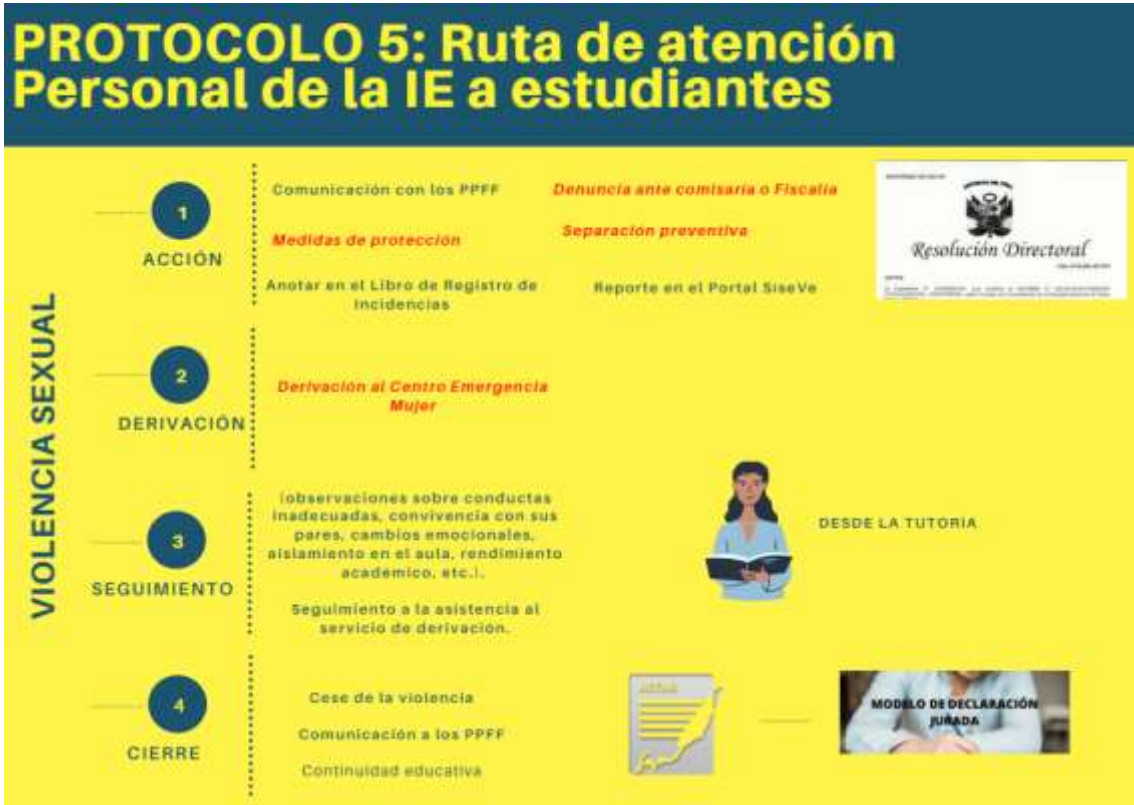 PROTOCOLO 5: Ruta de atención
Personal de la IE a estudiantes
VIOLENCIA SEXUAL
1
ACCIÓN
Comunicación con los PPFF
Denuncia ante comisaría o Fiscalía
Medidas de protección
Separación preventiva
Anotar en el Libro de Registro de
Incidencias
Reporte en el Portal SiseVe
Resolución Directoral
2
DERIVACIÓN
Derivación al Centro Emergencia
Mujer
3
SEGUIMIENTO
(observaciones sobre conductas
inadecuadas, convivencia con sus
pares, cambios emocionales,
aislamiento en el aula, rendimiento
académico, etc.).
Seguimiento a la asistencia al
servicio de derivación.
DESDE LA TUTORÍA
4
CIERRE
Cese de la violencia
Comunicación a los PPFF
Continuidad educativa
MODELO DE DECLARACIÓN
JURADA